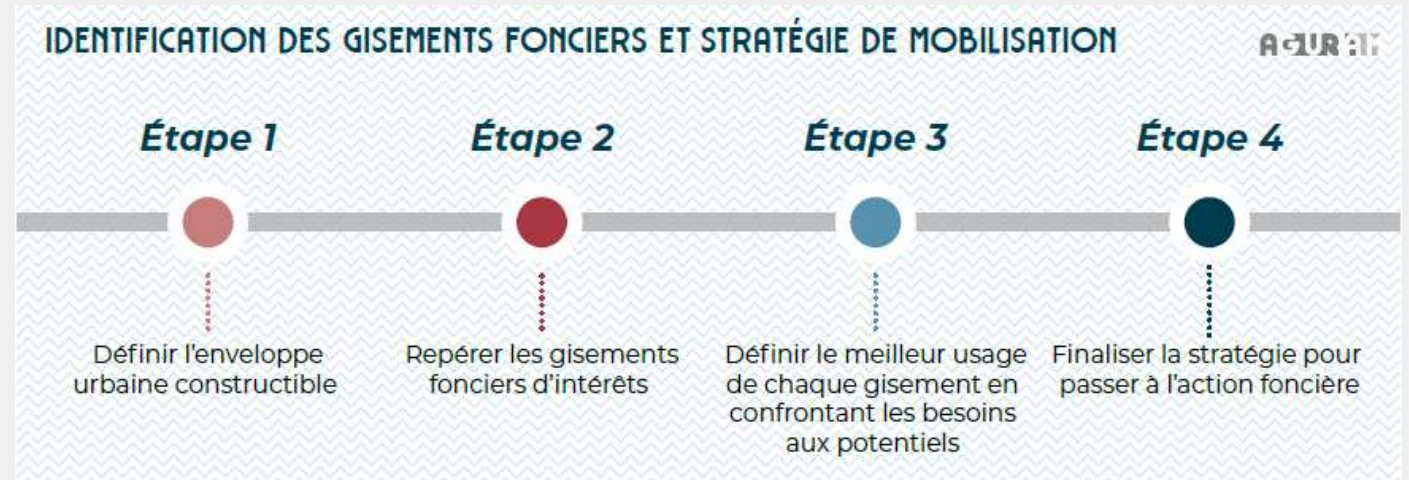 IDENTIFICATION DES GISEMENTS FONCIERS ET STRATÉGIE DE MOBILISATION
AGURAM
Étape 1
Étape 2
Étape 3
Étape 4
Définir l'enveloppe
urbaine constructible
Repérer les gisements
fonciers d'intérêts
Définir le meilleur usage
de chaque gisement en
confrontant les besoins
aux potentiels
Finaliser la stratégie pour
passer à l'action foncière